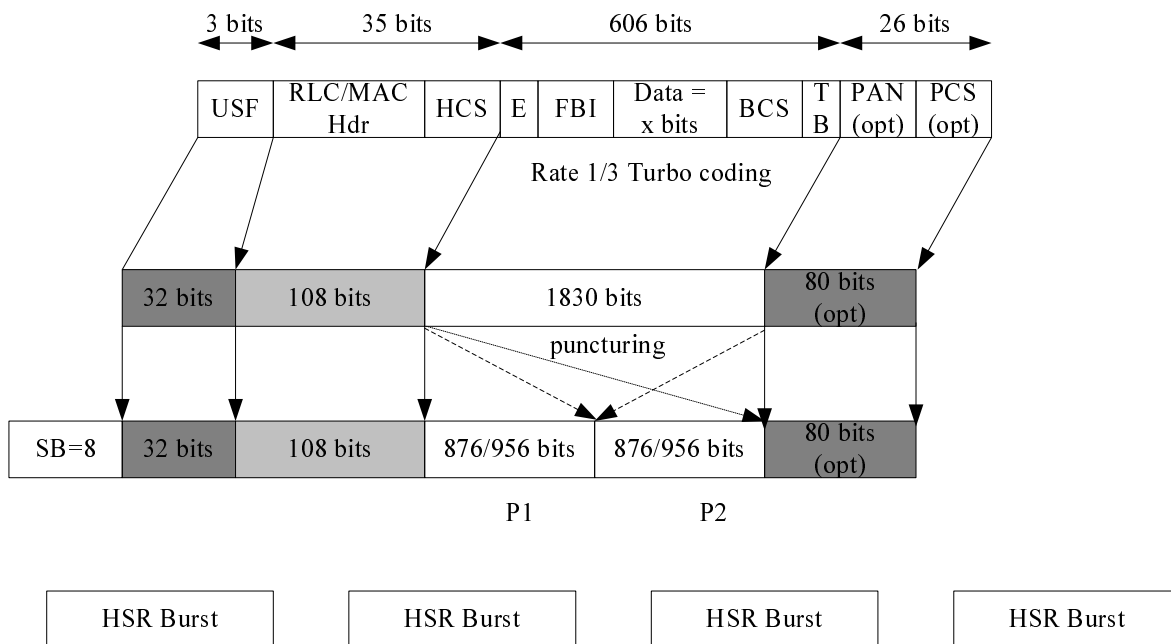 3 bits 35 bits 606 bits 26 bits
USF RLC/MAC Hdr HCS E FBI Data = x bits BCS T B PAN (opt) PCS (opt)
Rate 1/3 Turbo coding
32 bits 108 bits 1830 bits 80 bits (opt)
puncturing
SB=8 32 bits 108 bits 876/956 bits 876/956 bits 80 bits (opt)
P1 P2
HSR Burst HSR Burst HSR Burst HSR Burst